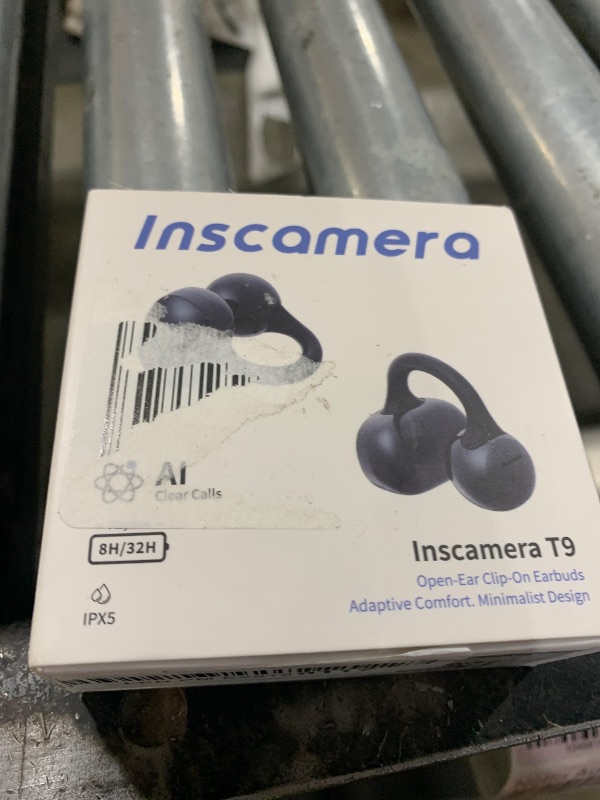 Inscamera
AI
Clear Calls
8H/32H
IPX5
Inscamera T9
Open-Ear Clip-On Earbuds
Adaptive Comfort. Minimalist Design